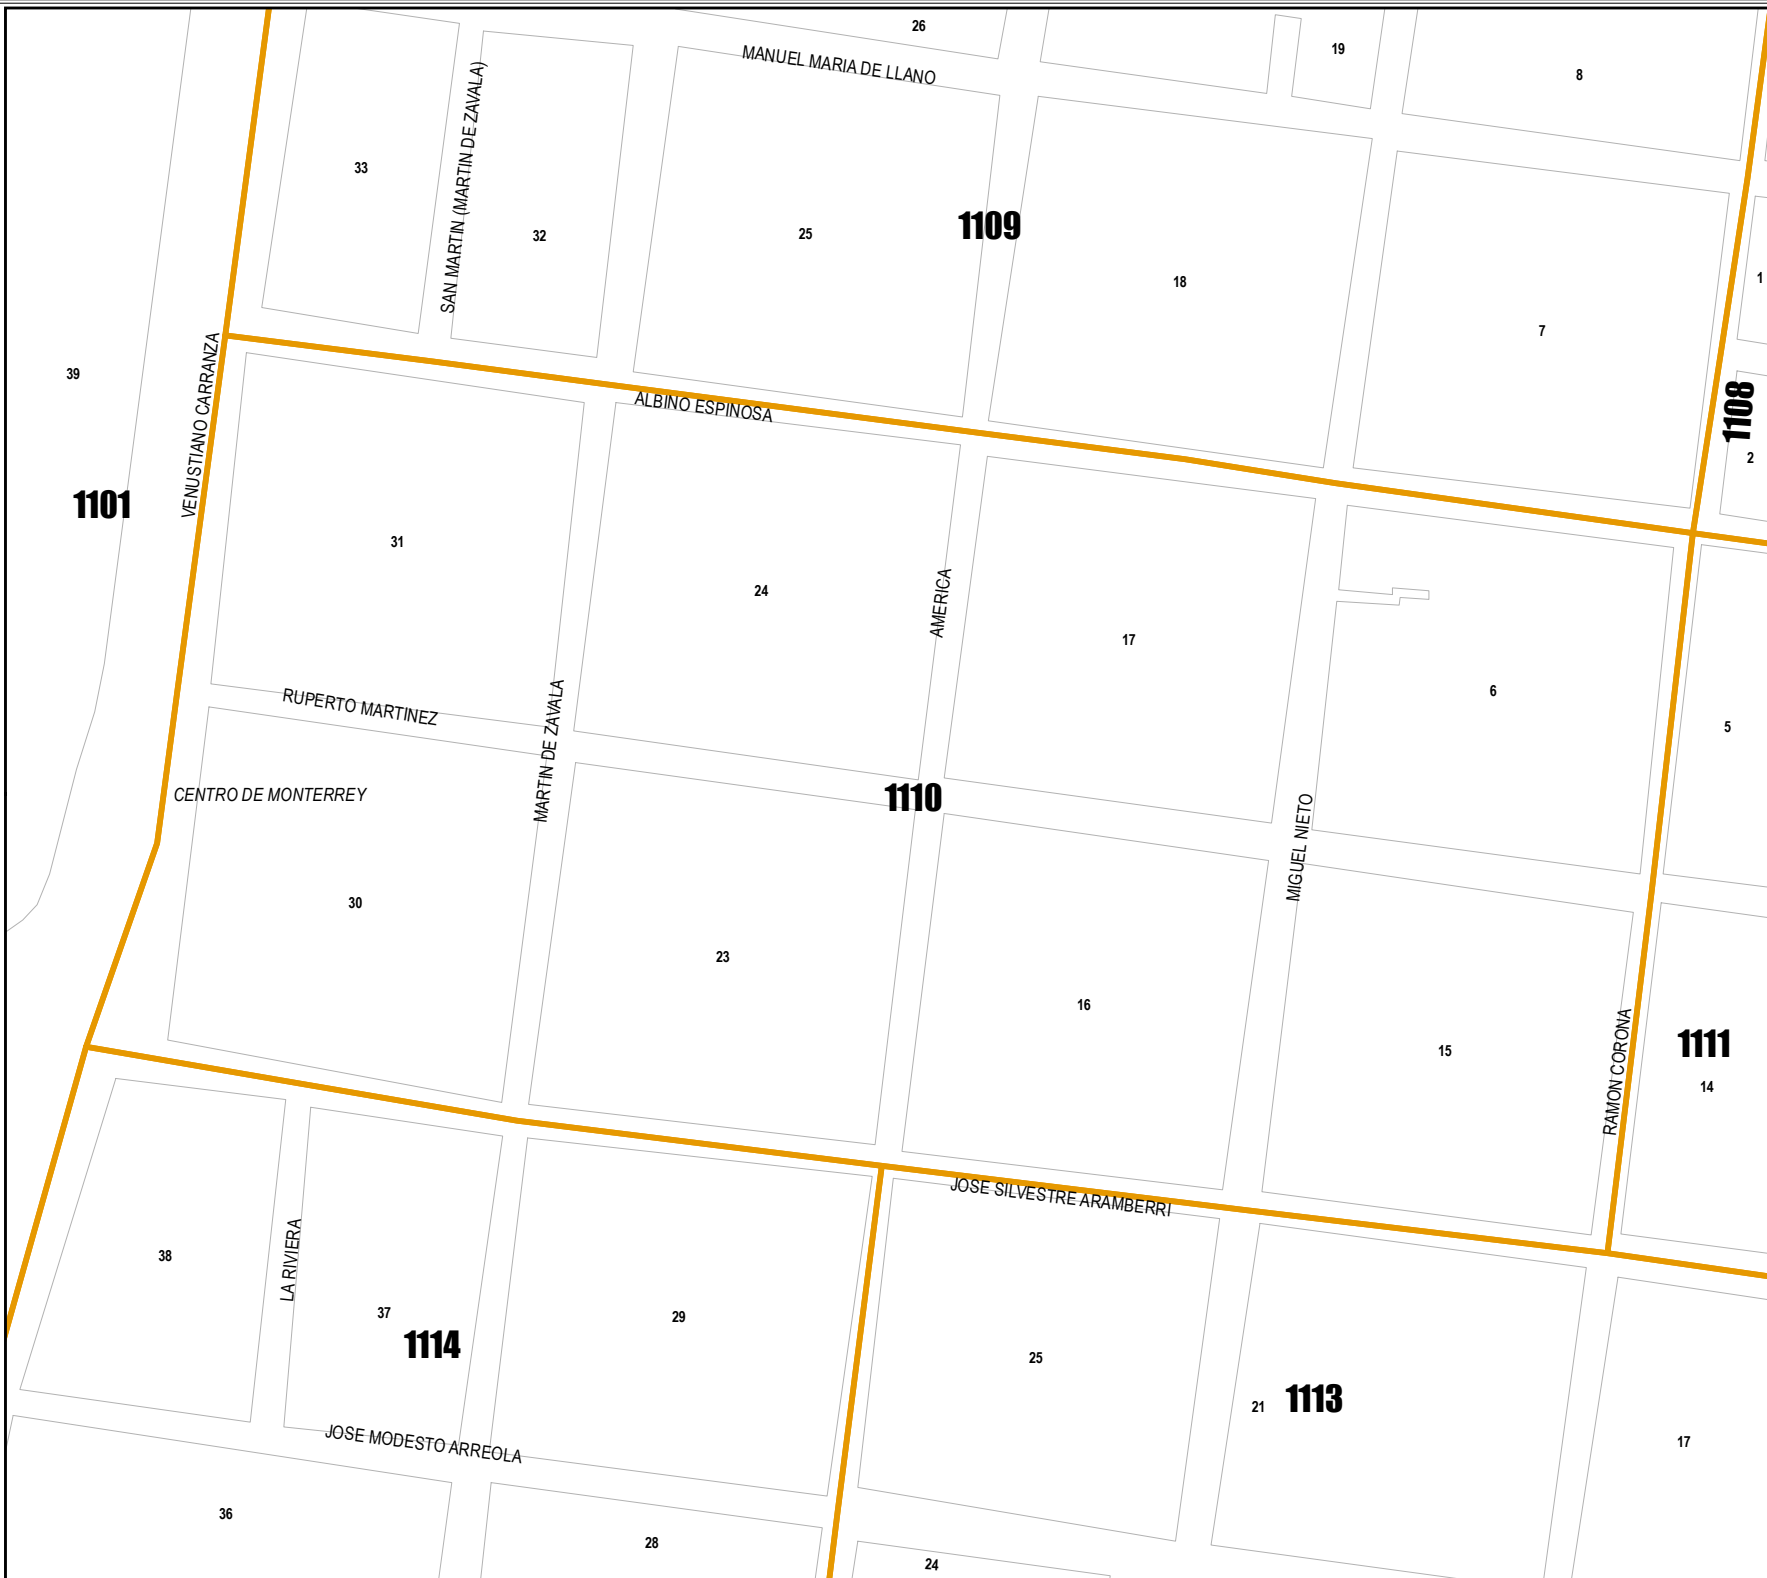 26
MANUEL MARIA DE LLANO
19
8
33
SAN MARTIN (MARTIN DE ZAVALA)
32
25
1109
18
1
7
39
VENUSTIANO CARRANZA
ALBINO ESPINOSA
1108
2
1101
31
24
AMERICA
17
6
5
RUPERTO MARTINEZ
MARTIN DE ZAVALA
CENTRO DE MONTERREY
1110
MIGUEL NIETO
30
23
16
15
RAMON CORONA
1111
14
JOSE SILVESTRE ARAMBERRI
38
LA RIVIERA
37
1114
29
25
21
1113
17
JOSE MODESTO ARREOLA
36
28
24